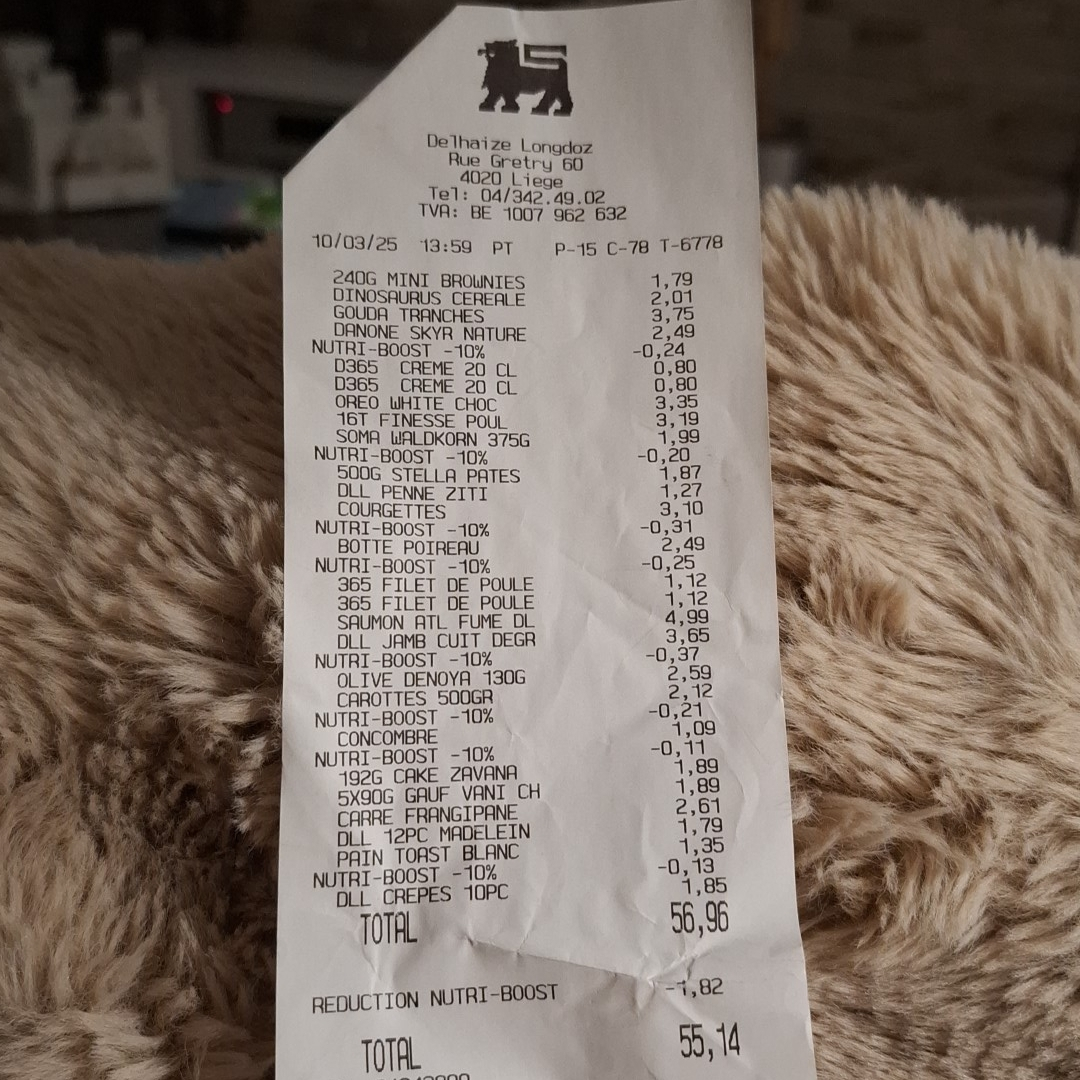 Delhaize Longdoz
Rue Gretry 60
4020 Liege
Tel: 04/342.49.02
TVA: BE 1007 962 632
10/03/25 13:59 PT P-15 C-78 T-6778
240G MINI BROWNIES 1,79
DINOSAURUS CEREALE 2,01
GOUDA TRANCHES 3,75
DANONE SKYR NATURE 2,49
NUTRI-BOOST -10% -0,24
D365 CREME 20 CL 0,80
D365 CREME 20 CL 0,80
OREO WHITE CHOC 3,35
16T FINESSE POUL 3,19
SOMA WALDKORN 375G 1,99
NUTRI-BOOST -10% -0,20
500G STELLA PATES 1,87
DLL PENNE ZITI 1,27
COURGETTES 3,10
NUTRI-BOOST -10% -0,31
BOTTE POIREAU 2,49
NUTRI-BOOST -10% -0,25
365 FILET DE POULE 1,12
365 FILET DE POULE 1,12
SAUMON ATL FUME DL 4,99
DLL JAMB CUIT DEGR 3,65
NUTRI-BOOST -10% -0,37
OLIVE DENOYA 130G 2,59
CAROTTES 500GR 2,12
NUTRI-BOOST -10% -0,21
CONCOMBRE 1,09
NUTRI-BOOST -10% -0,11
192G CAKE ZAVANA 1,89
5X90G GAUF VANI CH 1,89
CARRE FRANGIPANE 2,61
DLL 12PC MADELEIN 1,79
PAIN TOAST BLANC 1,35
NUTRI-BOOST -10% -0,13
DLL CREPES 10PC 1,85
TOTAL 56,96
REDUCTION NUTRI-BOOST -1,82
TOTAL 55,14